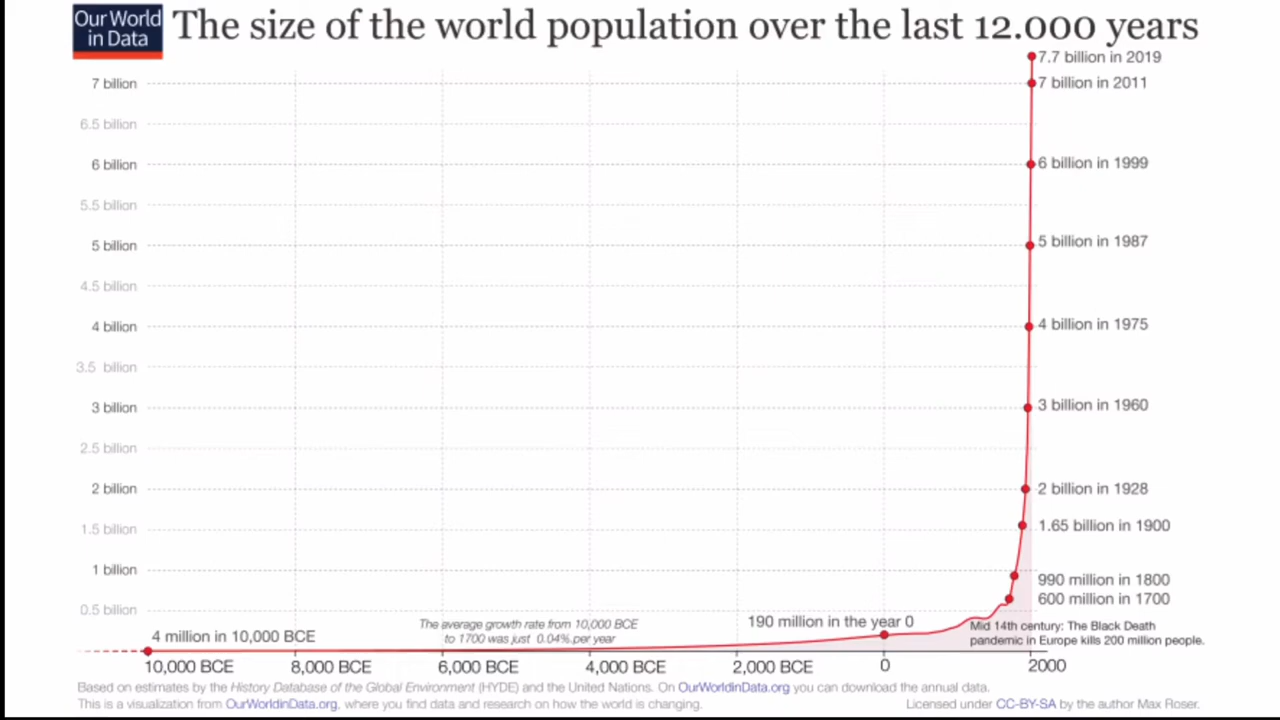 Our World
in Data
The size of the world population over the last 12.000 years
7.7 billion in 2019
7 billion
7 billion in 2011
6.5 billion
6 billion
6 billion in 1999
5.5 billion
5 billion
5 billion in 1987
4.5 billion
4 billion
4 billion in 1975
3.5 billion
3 billion
3 billion in 1960
2.5 billion
2 billion
2 billion in 1928
1.5 billion
1.65 billion in 1900
1 billion
990 million in 1800
600 million in 1700
0.5 billion
4 million in 10,000 BCE
The average growth rate from 10,000 BCE
to 1700 was just 0.04% per year
190 million in the year 0
Mid 14th century: The Black Death
pandemic in Europe kills 200 million people.
10,000 BCE 8,000 BCE 6,000 BCE 4,000 BCE 2,000 BCE 0 2000
Based on estimates by the History Database of the Global Environment (HYDE) and the United Nations. On OurWorldinData.org you can download the annual data.
This is a visualization from OurWorldinData.org, where you find data and research on how the world is changing.
Licensed under CC-BY-SA by the author Max Roser.